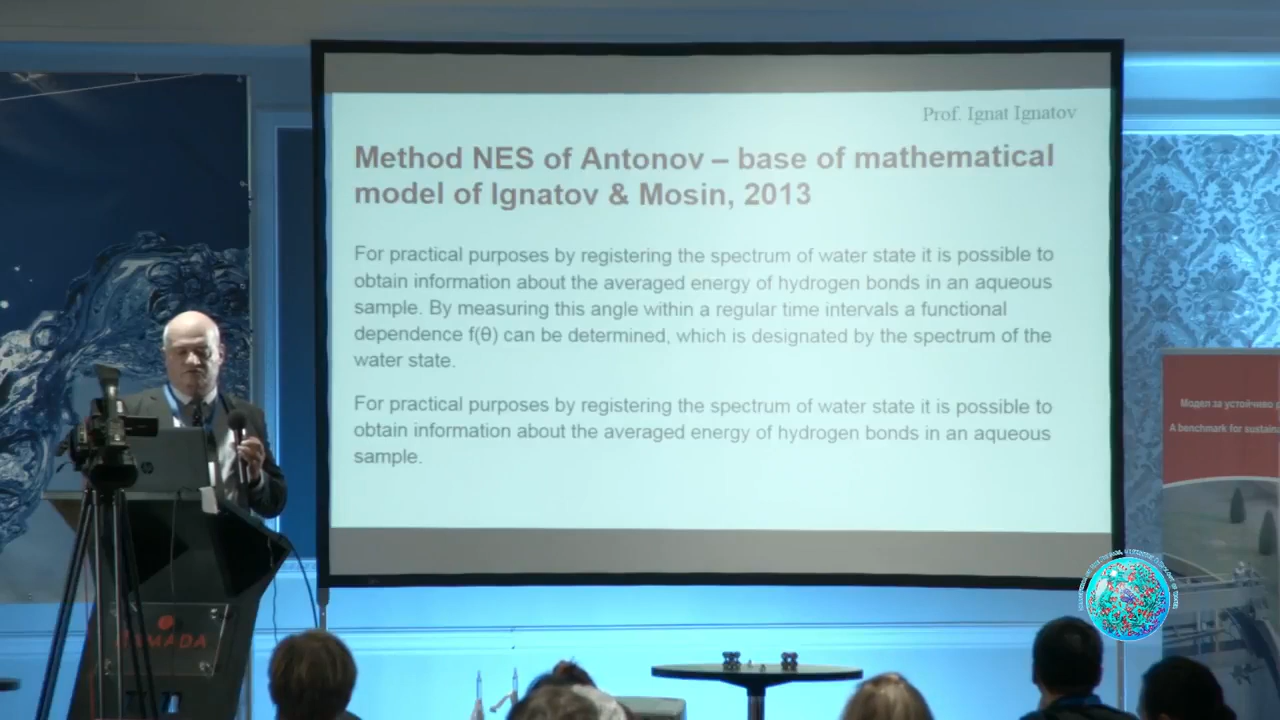 Prof. Ignat Ignatov
Method NES of Antonov – base of mathematical
model of Ignatov & Mosin, 2013
For practical purposes by registering the spectrum of water state it is possible to
obtain information about the averaged energy of hydrogen bonds in an aqueous
sample. By measuring this angle within a regular time intervals a functional
dependence f(θ) can be determined, which is designated by the spectrum of the
water state.
For practical purposes by registering the spectrum of water state it is possible to
obtain information about the averaged energy of hydrogen bonds in an aqueous
sample.
Модел за устойчиво
A benchmark for
hp